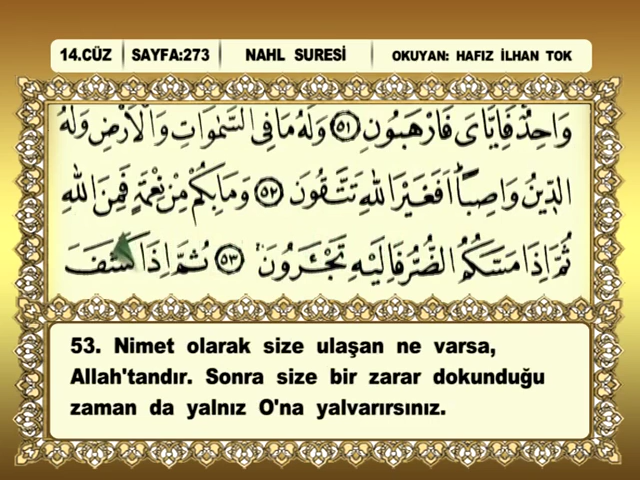 14.CÜZ SAYFA:273 NAHL SURESİ OKUYAN: HAFIZ İLHAN TOK
وَاحِدٌۚ فَاِيَّايَ فَارْهَبُونِ ﴿٥١﴾ وَلَهُ مَا فِي السَّمٰوَاتِ وَالْاَرْضِ وَلَهُ
الدّ۪ينُ وَاصِباًۜ اَفَغَيْرَ اللّٰهِ تَتَّقُونَ ﴿٥٢﴾ وَمَا بِكُمْ مِنْ نِعْمَةٍ فَمِنَ اللّٰهِ
ثُمَّ اِذَا مَسَّكُمُ الضُّرُّ فَاِلَيْهِ تَجْـَٔرُونَۚ ﴿٥٣﴾ ثُمَّ اِذَا كَشَفَ
53. Nimet olarak size ulaşan ne varsa,
Allah'tandır. Sonra size bir zarar dokunduğu
zaman da yalnız O'na yalvarırsınız.